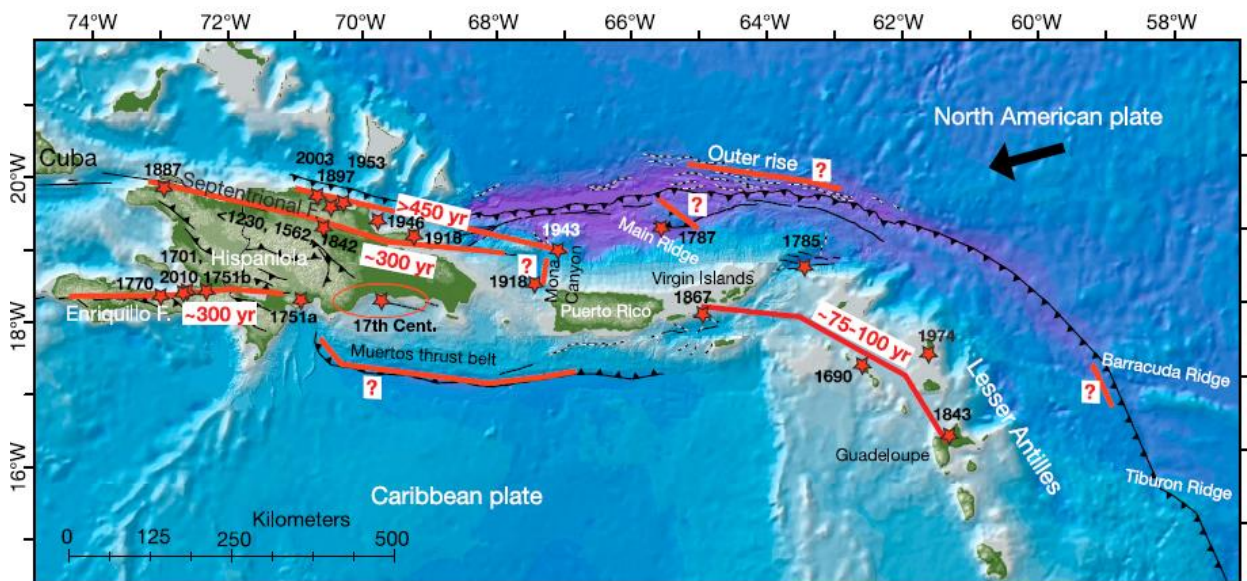 74°W
72°W
70°W
68°W
66°W
64°W
62°W
60°W
58°W
20°W
18°W
16°W
North American plate
Outer rise
?
Cuba
2003
1953
1897
1887
Septentrional F.
>450 yr
?
<1230, 1562
1842
1946
1918
1943
Main Ridge
1787
1785
~300 yr
?
Hispaniola
1701,
2010
1751b
1770
1918
Mona
Canyon
Virgin Islands
1867
Puerto Rico
Enriquillo F.
~300 yr
1751a
17th Cent.
~75-100 yr
1974
1690
Muertos thrust belt
?
Barracuda Ridge
?
Lesser Antilles
1843
Guadeloupe
Tiburon Ridge
Caribbean plate
Kilometers
0
125
250
500